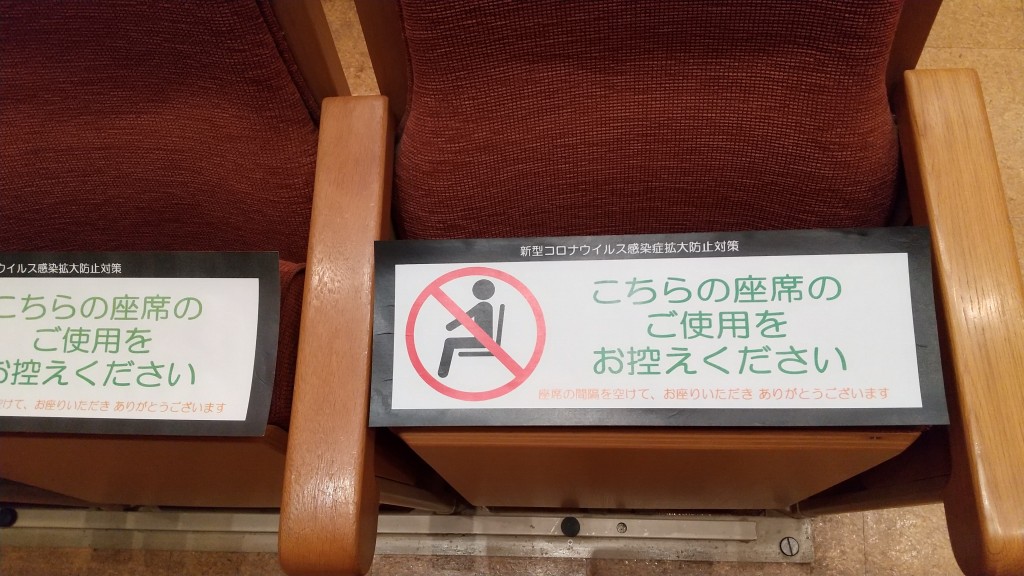 ウイルス感染拡大防止対策
こちらの座席の
ご使用を
お控えください
空けて、お座りいただき ありがとうございます
新型コロナウイルス感染症拡大防止対策
こちらの座席の
ご使用を
お控えください
座席の間隔を空けて、お座りいただき ありがとうございます